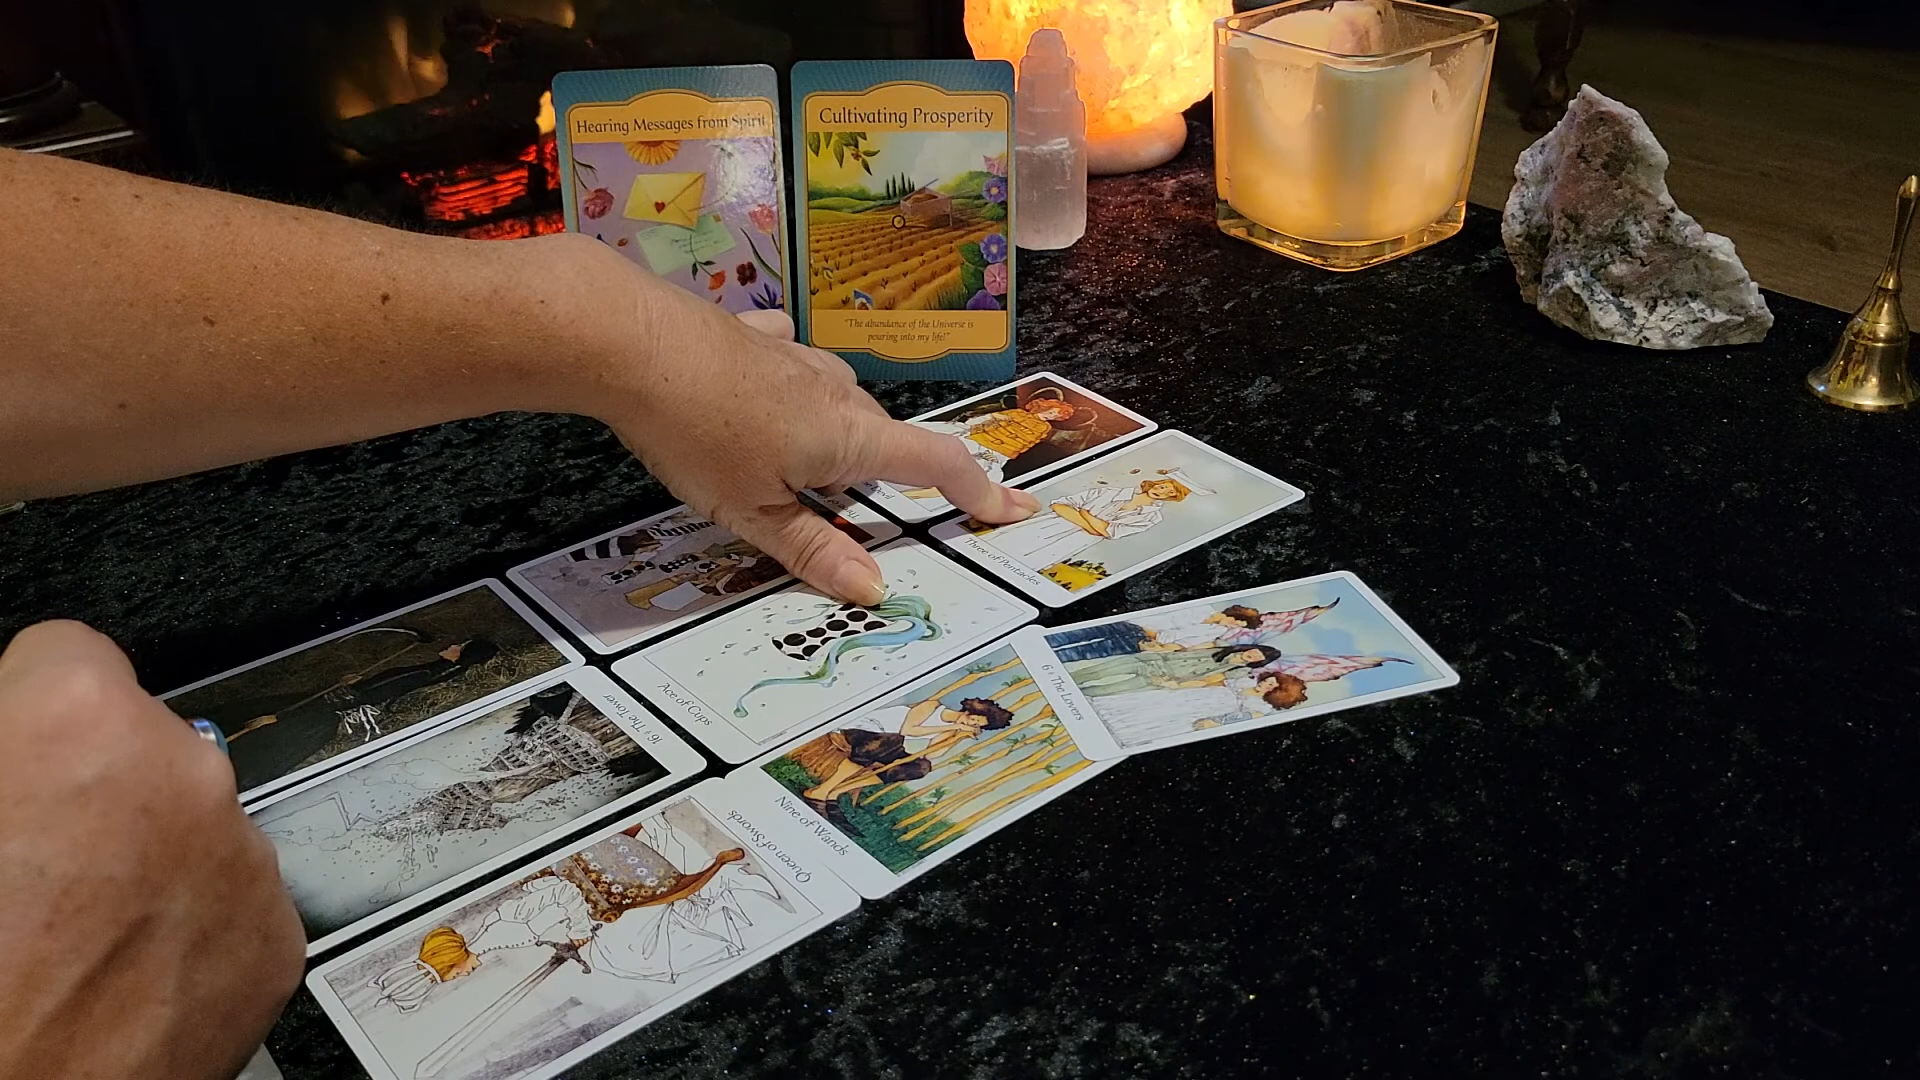 Hearing Messages from Spirit
Cultivating Prosperity
"The abundance of the Universe is
pouring into my life!"
Devil
Three of Pentacles
Ace of Cups
6 | The Lovers
16 | The Tower
Nine of Wands
Queen of Swords